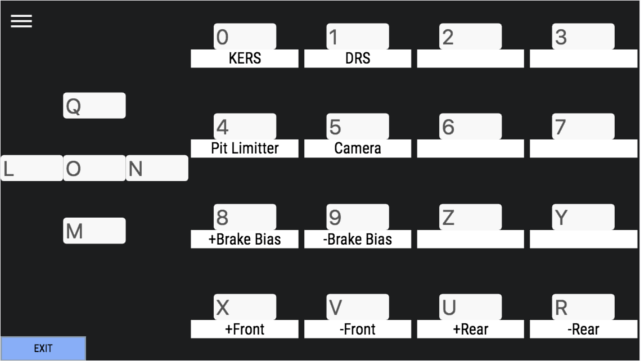 0 1 2 3
KERS DRS
Q
4 5 6 7
Pit Limitter Camera
L O N
8 9 Z Y
M
+Brake Bias -Brake Bias
X V U R
+Front -Front +Rear -Rear
EXIT